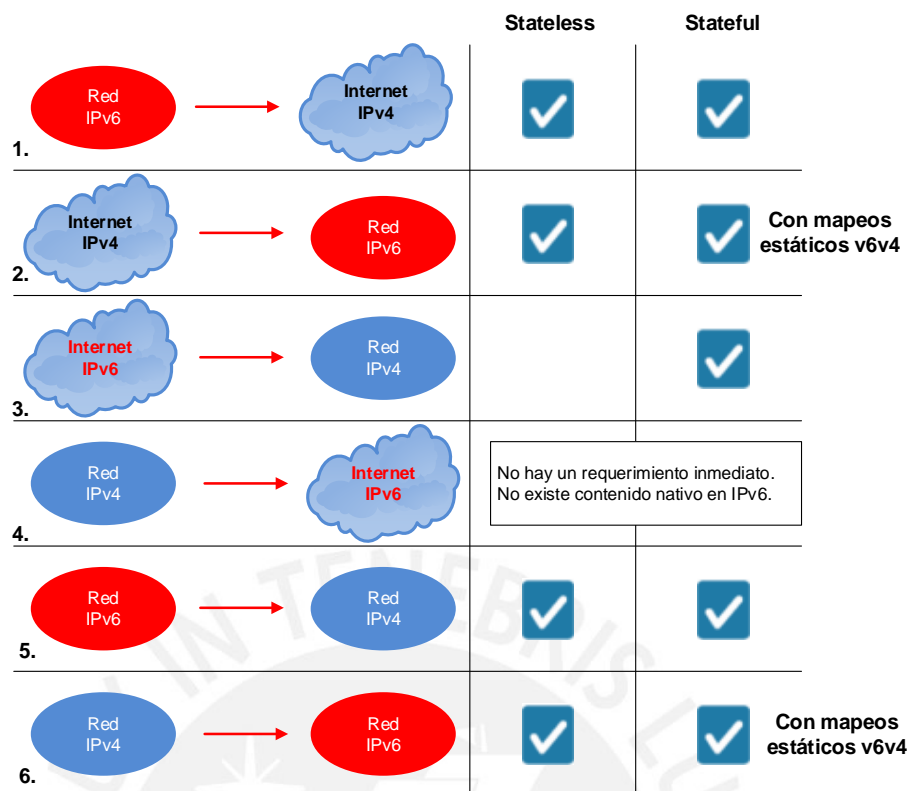 Stateless Stateful
Red
IPv6
Internet
IPv4
1.
Internet
IPv4
Red
IPv6
Con mapeos
estáticos v6v4
2.
Internet
IPv6
Red
IPv4
3.
Red
IPv4
Internet
IPv6
No hay un requerimiento inmediato.
No existe contenido nativo en IPv6.
4.
Red
IPv6
Red
IPv4
5.
Red
IPv4
Red
IPv6
Con mapeos
estáticos v6v4
6.
IN TENEBRIS